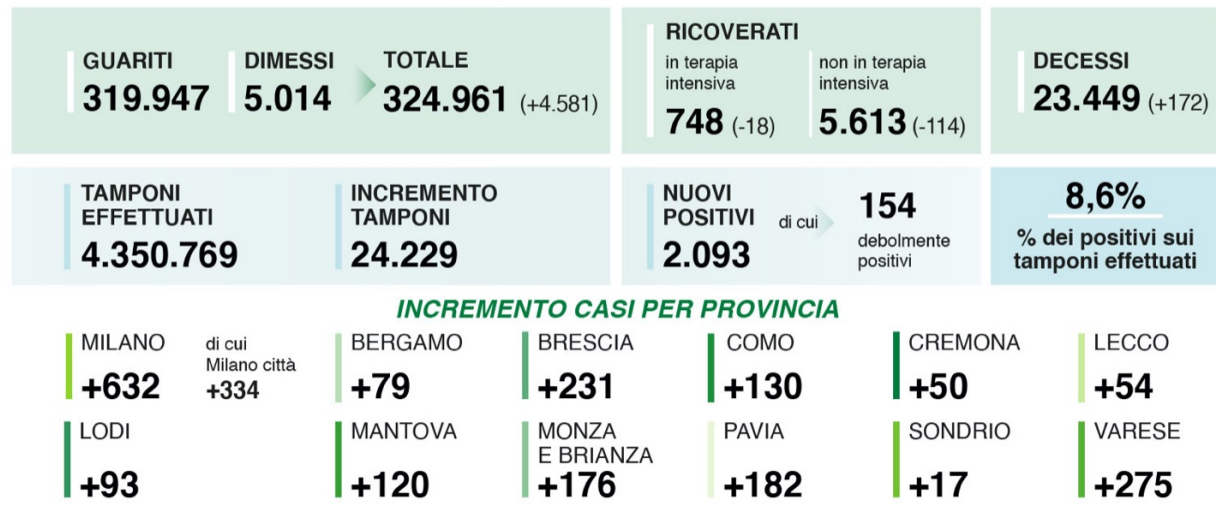 GUARITI
319.947
DIMESSI
5.014
TOTALE
324.961 (+4.581)
RICOVERATI
in terapia
intensiva
748 (-18)
non in terapia
intensiva
5.613 (-114)
DECESSI
23.449 (+172)
TAMPONI
EFFETTUATI
4.350.769
INCREMENTO
TAMPONI
24.229
NUOVI
POSITIVI
2.093
di cui
154
debolmente
positivi
8,6%
% dei positivi sui
tamponi effettuati
INCREMENTO CASI PER PROVINCIA
MILANO
+632
di cui
Milano città
+334
BERGAMO
+79
BRESCIA
+231
COMO
+130
CREMONA
+50
LECCO
+54
LODI
+93
MANTOVA
+120
MONZA
E BRIANZA
+176
PAVIA
+182
SONDRIO
+17
VARESE
+275